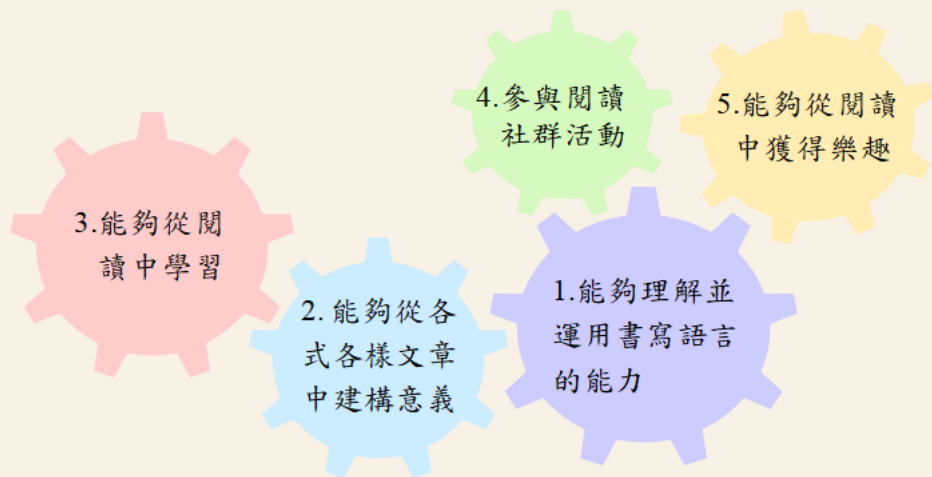 1.能夠理解並
運用書寫語言
的能力
2.能夠從各
式各樣文章
中建構意義
3.能夠從閱
讀中學習
4.參與閱讀
社群活動
5.能夠從閱讀
中獲得樂趣